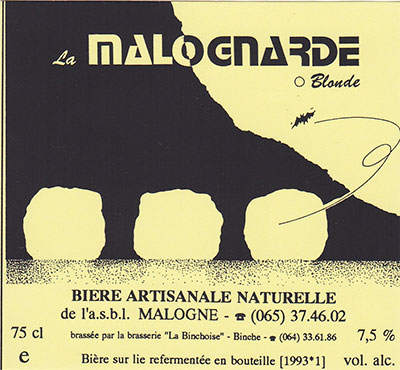 La MALOGNARDE
O Blonde
BIERE ARTISANALE NATURELLE
de l'a.s.b.l. MALOGNE - ☎ (065) 37.46.02
75 cl brassée par la brasserie "La Binchoise" - Binche - ☎ (064) 33.61.86 7,5 %
e Bière sur lie refermentée en bouteille [1993*1] vol. alc.